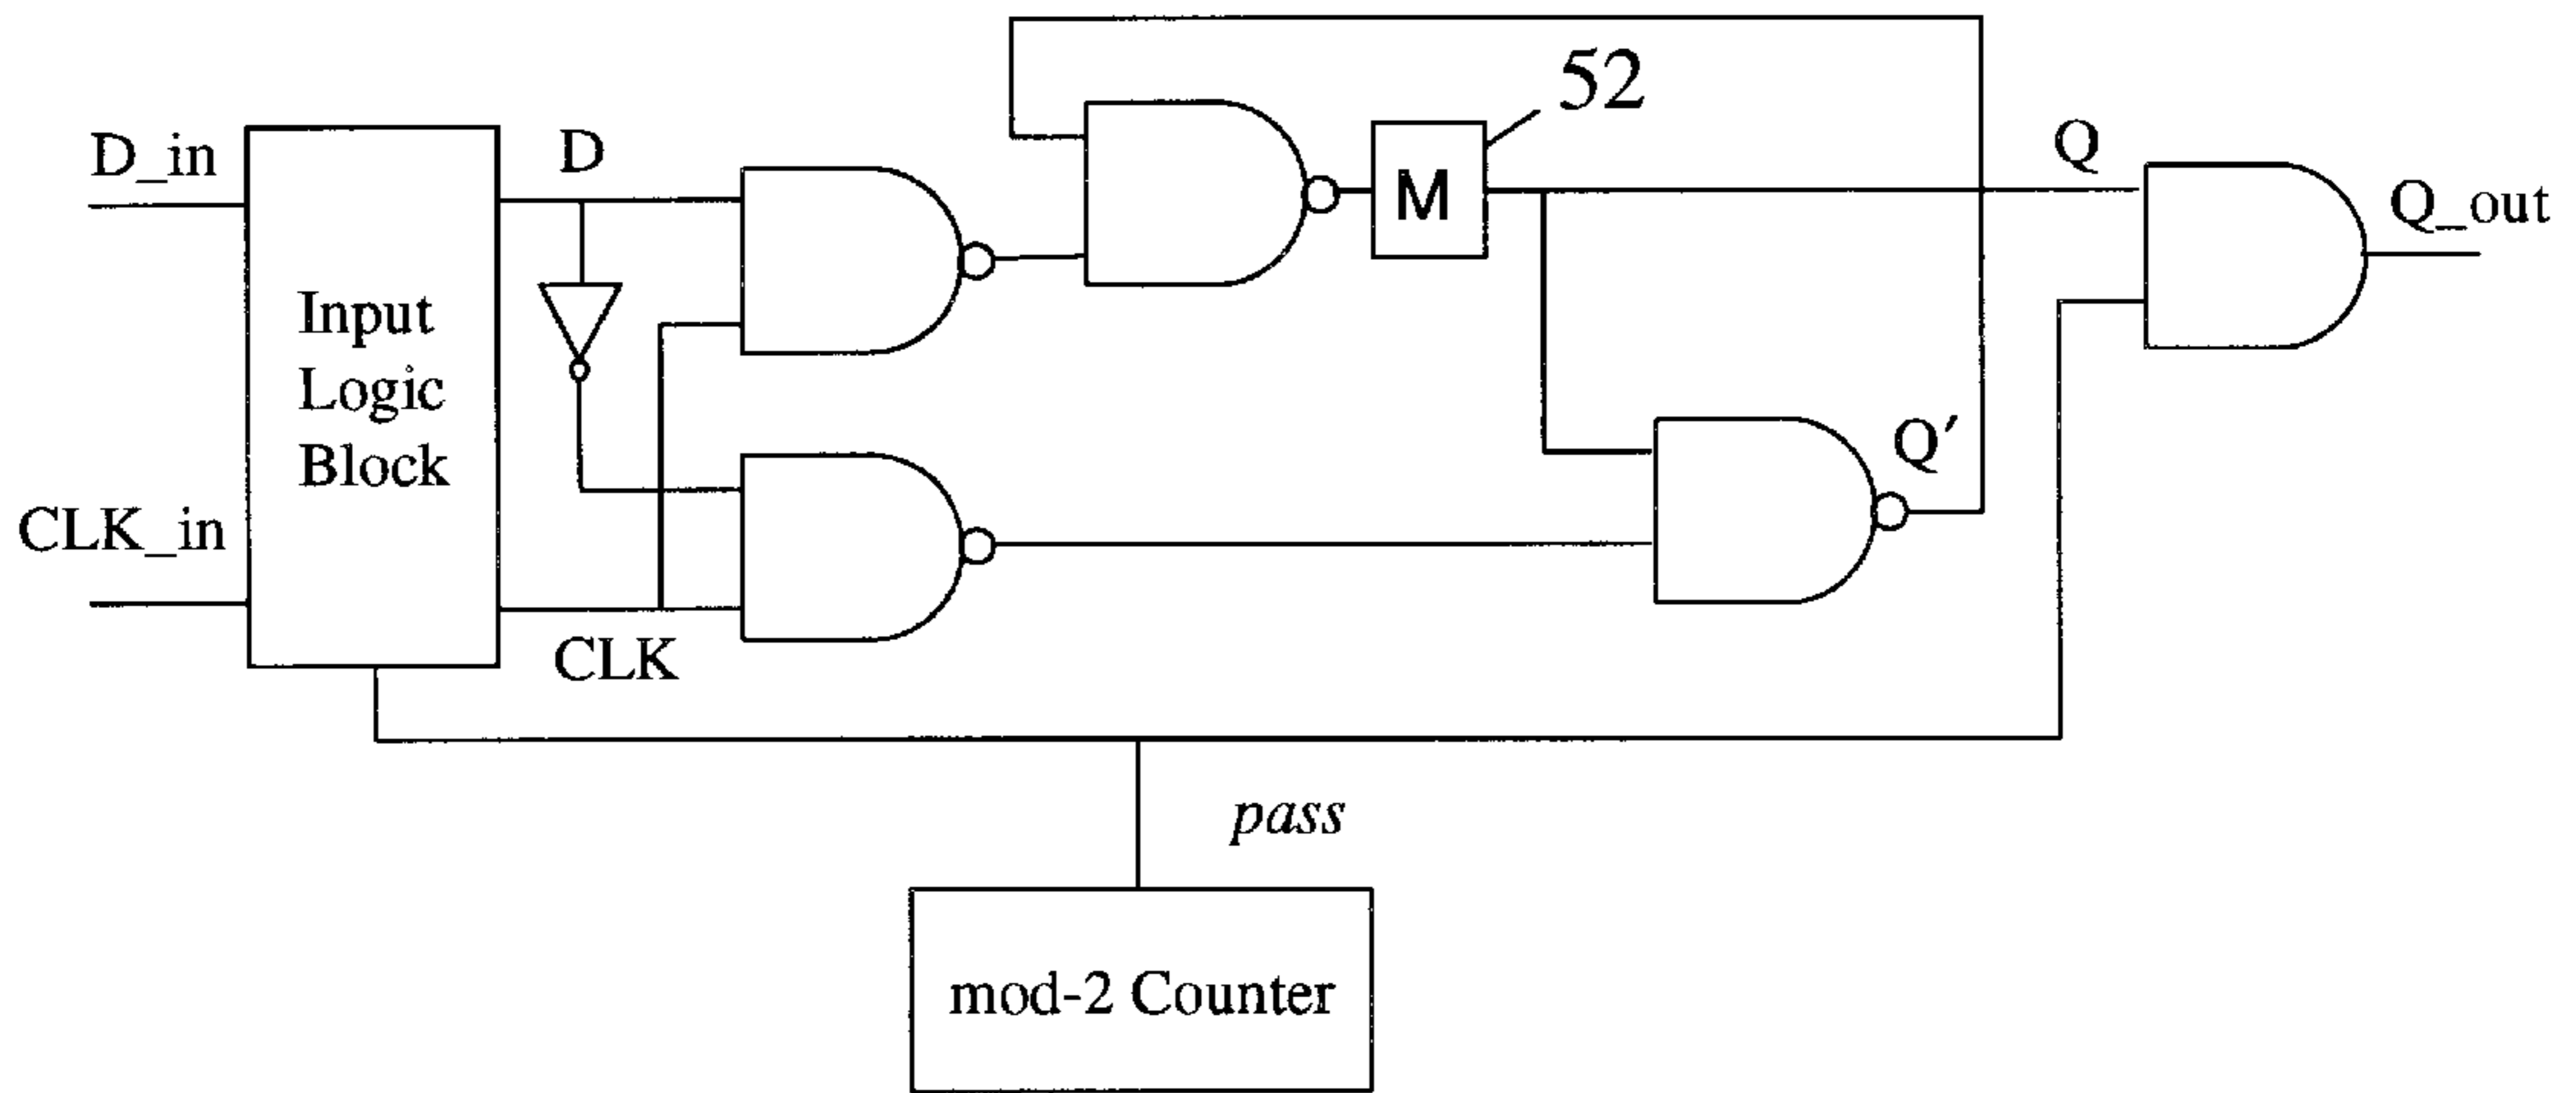 52
D_in
D
Q
Q_out
M
Input
Logic
Block
Q′
CLK_in
CLK
pass
mod-2 Counter